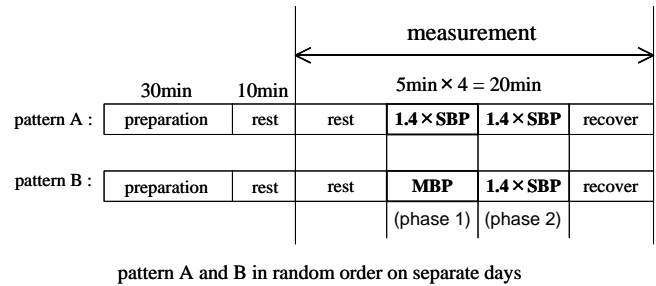 measurement
30min 10min 5min × 4 = 20min
pattern A : preparation rest rest 1.4×SBP 1.4×SBP recover
pattern B : preparation rest rest MBP 1.4×SBP recover
(phase 1) (phase 2)
pattern A and B in random order on separate days